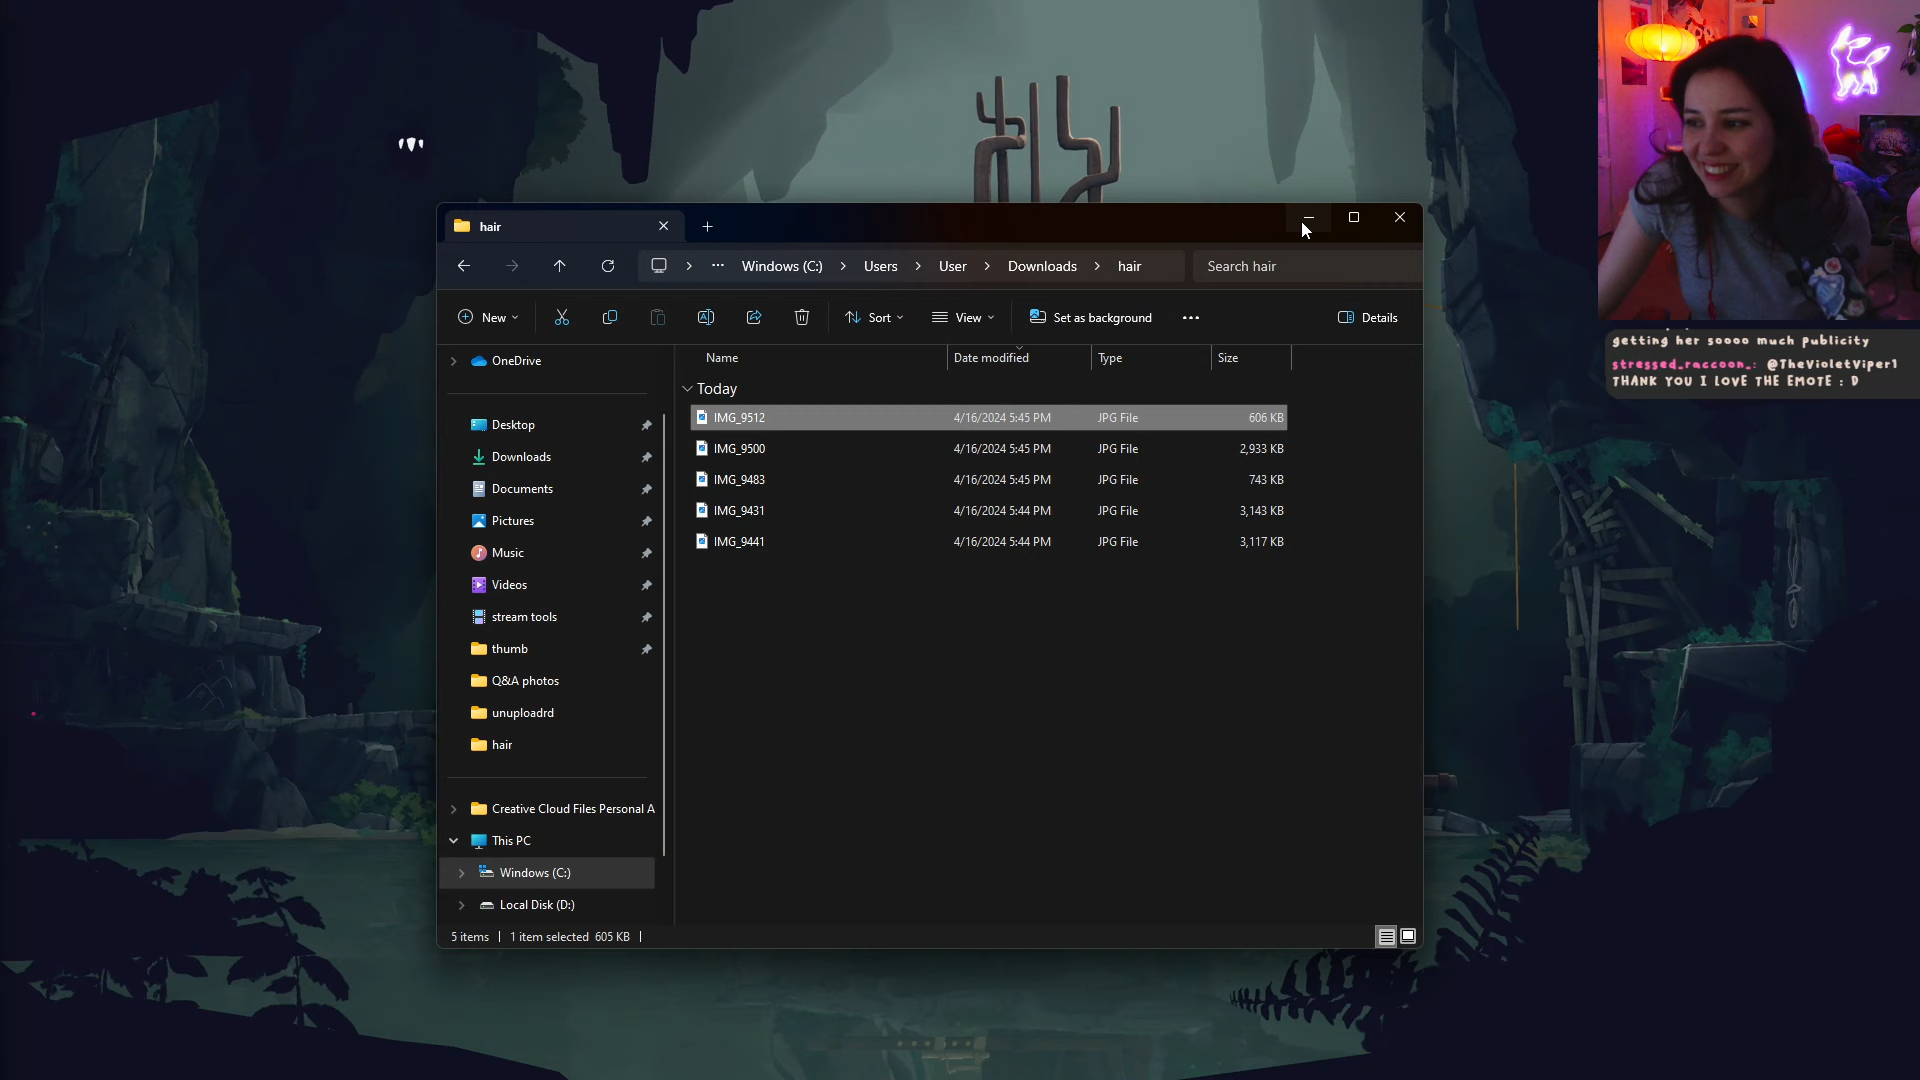 hair
Windows (C:)
Users
User
Downloads
hair
Search hair
New
Sort
View
Set as background
Details
OneDrive
Desktop
Downloads
Documents
Pictures
Music
Videos
stream tools
thumb
Q&A photos
unuploadrd
hair
Creative Cloud Files Personal A
This PC
Windows (C:)
Local Disk (D:)
Name Date modified Type Size
Today
IMG_9512 4/16/2024 5:45 PM JPG File 606 KB
IMG_9500 4/16/2024 5:45 PM JPG File 2,933 KB
IMG_9483 4/16/2024 5:45 PM JPG File 743 KB
IMG_9431 4/16/2024 5:44 PM JPG File 3,143 KB
IMG_9441 4/16/2024 5:44 PM JPG File 3,117 KB
5 items 1 item selected 605 KB
getting her soooo much publicity
stressed_raccoon_: @TheVioletViper1
THANK YOU I LOVE THE EMOTE : D